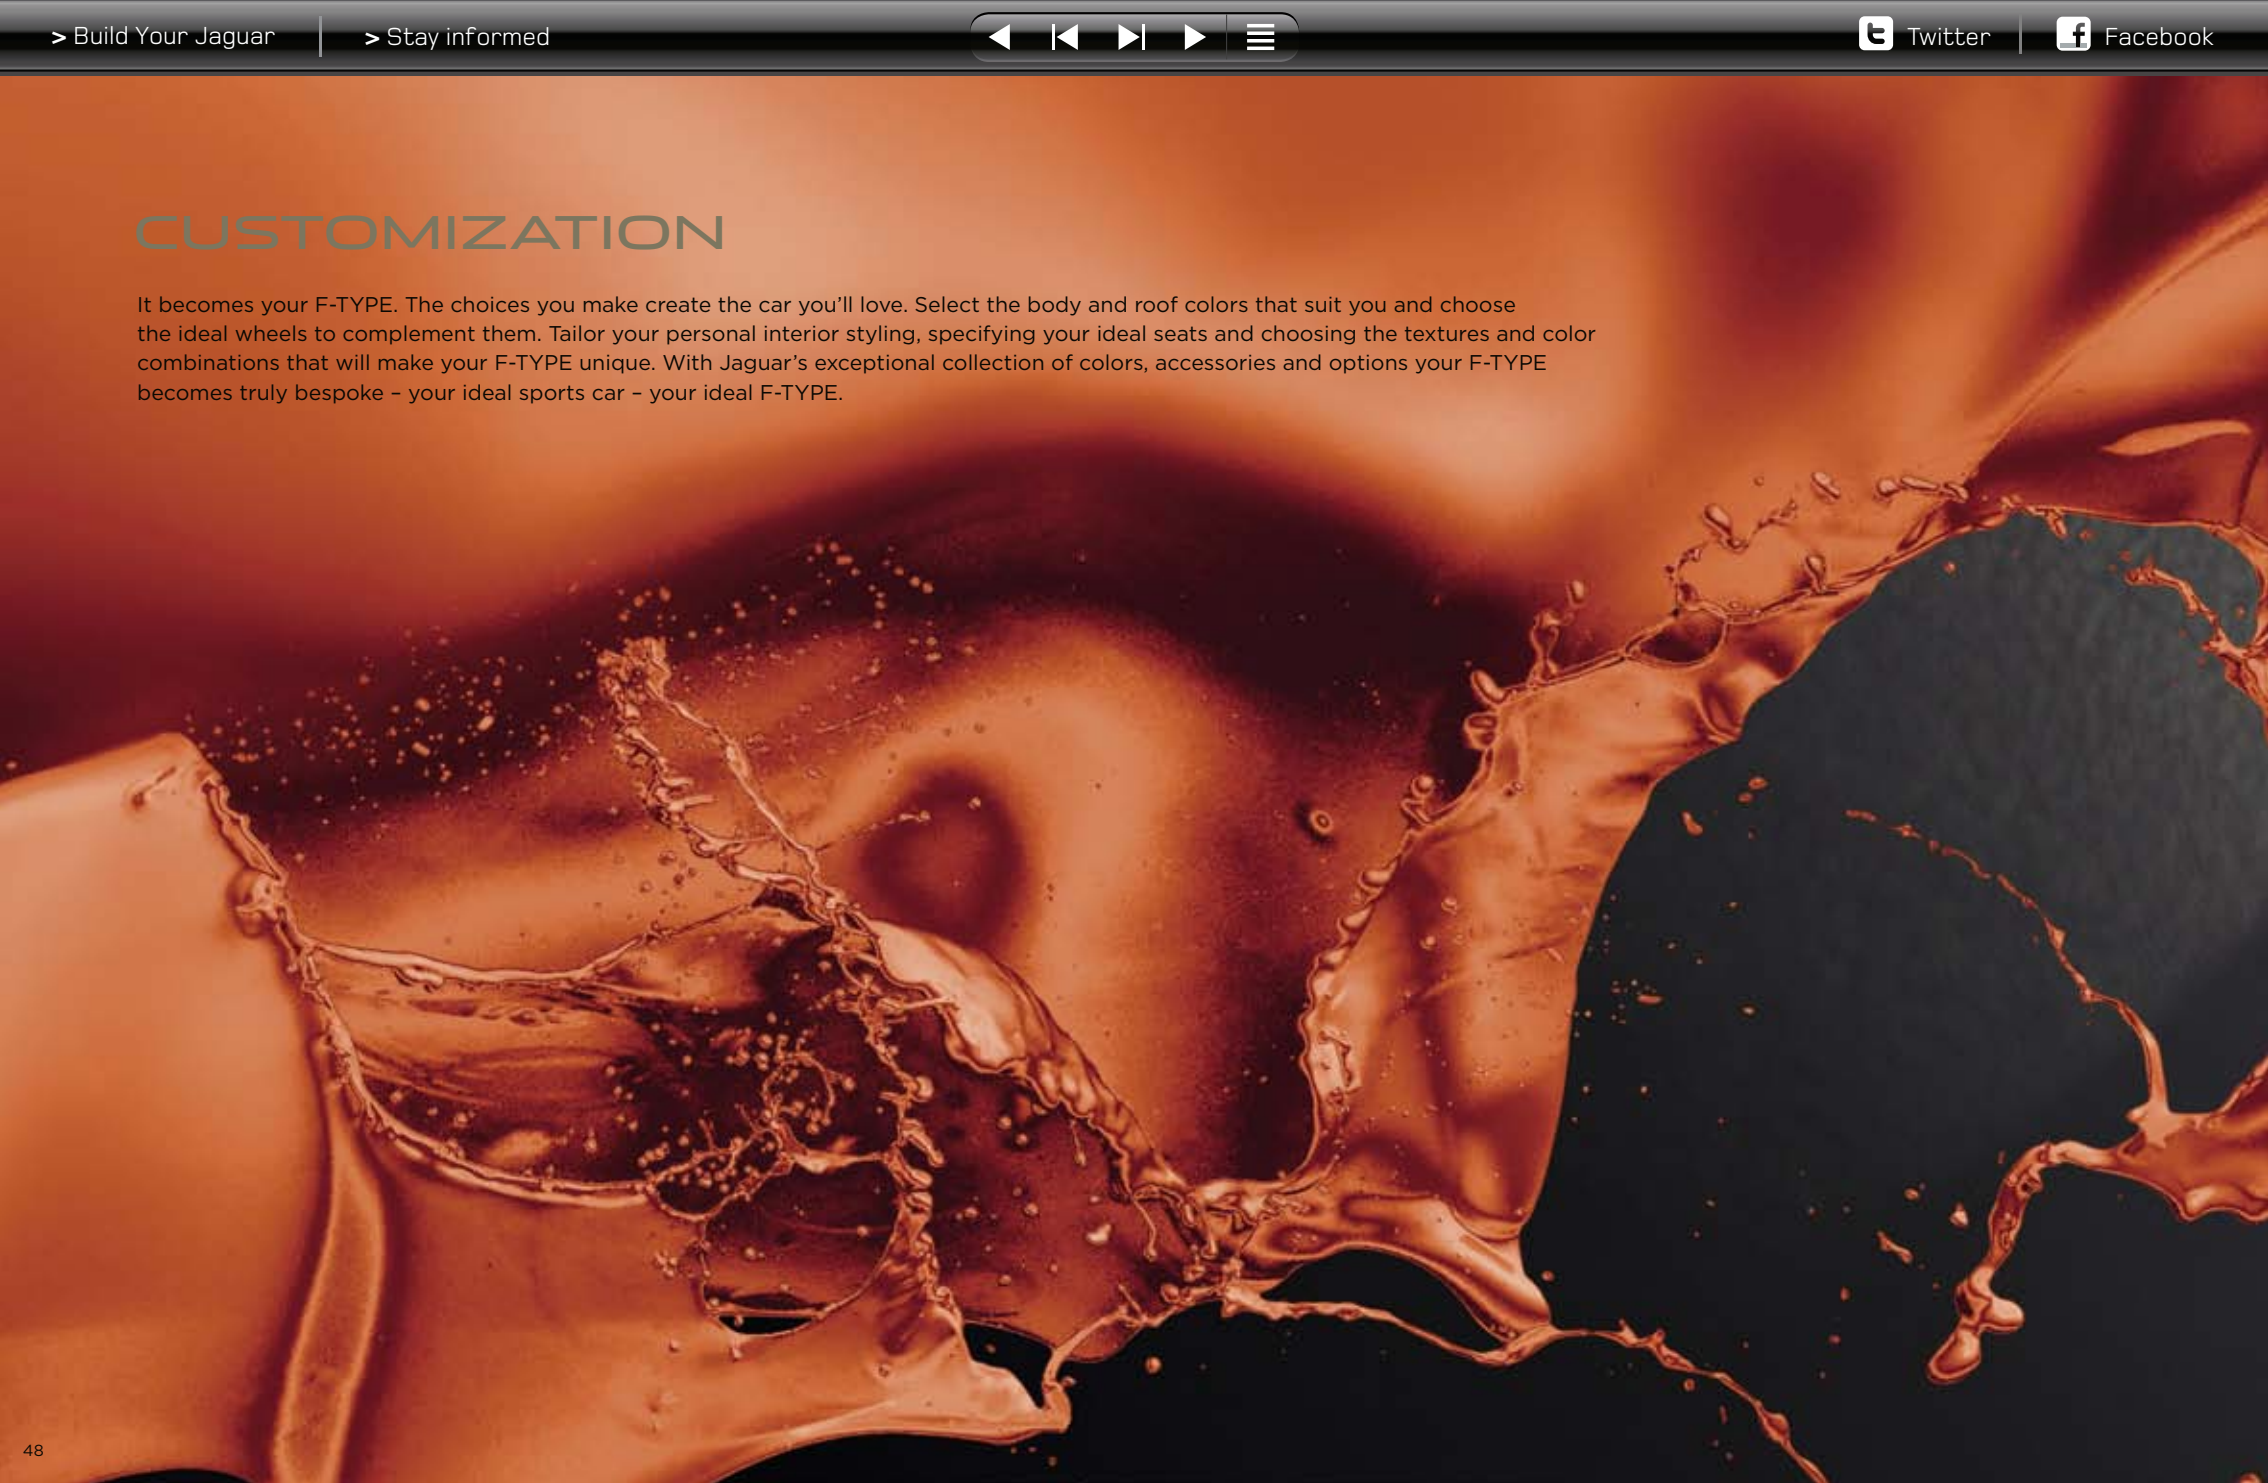 > Build Your Jaguar
> Stay informed
Twitter
Facebook
CUSTOMIZATION
It becomes your F-TYPE. The choices you make create the car you’ll love. Select the body and roof colors that suit you and choose
the ideal wheels to complement them. Tailor your personal interior styling, specifying your ideal seats and choosing the textures and color
combinations that will make your F-TYPE unique. With Jaguar’s exceptional collection of colors, accessories and options your F-TYPE
becomes truly bespoke – your ideal sports car – your ideal F-TYPE.
48